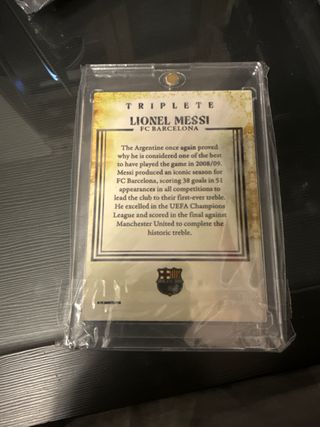 TRIPLETE
LIONEL MESSI
FC BARCELONA
The Argentine once again proved
why he is considered one of the best
to have played the game in 2008/09.
Messi produced an iconic season for
FC Barcelona, scoring 38 goals in 51
appearances in all competitions to
lead the club to their first-ever treble.
He excelled in the UEFA Champions
League and scored in the final against
Manchester United to complete the
historic treble.